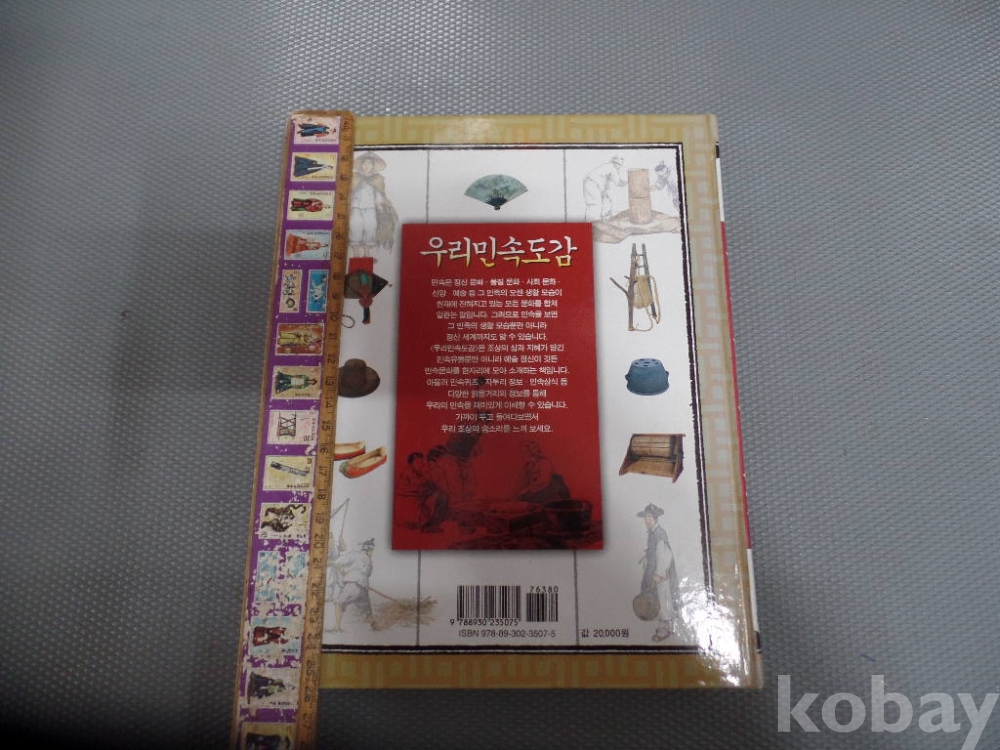 우리민속도감
민속은 정신 문화·물질 문화·사회 문화·
신앙·예술 등 그 민족의 모든 생활 모습이
현재에 전해지고 있는 모든 문화를 합쳐
일컫는 말입니다. 그러므로 민속을 보면
그 민족의 생활 모습뿐만 아니라
정신 세계까지도 알 수 있습니다.
《우리민속도감》은 조상의 삶과 지혜가 담긴
민속유물뿐만 아니라 예술 정신이 깃든
민속문화를 한자리에 모아 소개하는 책입니다.
아울러 민속퀴즈·자투리 정보·민속상식 등
다양한 읽을거리와 정보를 통해
우리의 민속을 재미있게 이해할 수 있습니다.
가까이 두고 들여다보면서
우리 조상의 숨소리를 느껴 보세요.
76380
9 788930 235075
ISBN 978-89-302-3507-5
값 20,000원
kobay